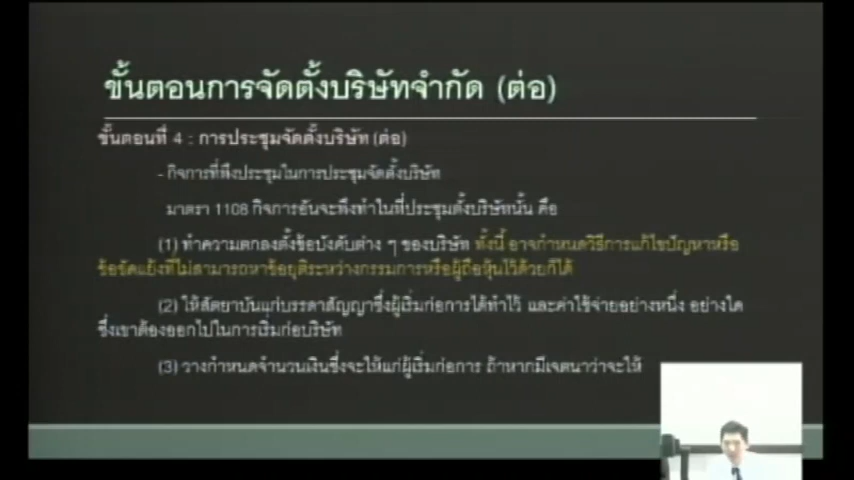 ขั้นตอนการจัดตั้งบริษัทจำกัด (ต่อ)
ขั้นตอนที่ 4 : การประชุมจัดตั้งบริษัท (ต่อ)
- กิจการที่พึงประชุมในการประชุมจัดตั้งบริษัท
มาตรา 1108 กิจการอันจะพึงทำในที่ประชุมตั้งบริษัทนั้น คือ
(1) ทำความตกลงตั้งข้อบังคับต่าง ๆ ของบริษัท ทั้งนี้ อาจกำหนดวิธีการแก้ไขปัญหาหรือ
ข้อขัดแย้งที่ไม่สามารถหาข้อยุติระหว่างกรรมการหรือผู้ถือหุ้นไว้ด้วยก็ได้
(2) ให้สัตยาบันแก่บรรดาสัญญาซึ่งผู้เริ่มก่อการได้ทำไว้ และค่าใช้จ่ายอย่างหนึ่ง อย่างใด
ซึ่งเขาต้องออกไปในการเริ่มก่อบริษัท
(3) วางกำหนดจำนวนเงินซึ่งจะให้แก่ผู้เริ่มก่อการ ถ้าหากมีเจตนาว่าจะให้